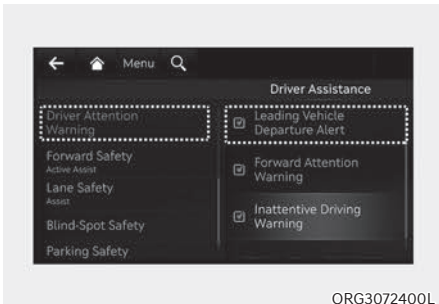 Menu
Driver Assistance
Driver Attention
Warning
Forward Safety
Active Assist
Lane Safety
Assist
Blind-Spot Safety
Parking Safety
Leading Vehicle
Departure Alert
Forward Attention
Warning
Inattentive Driving
Warning
ORG3072400L